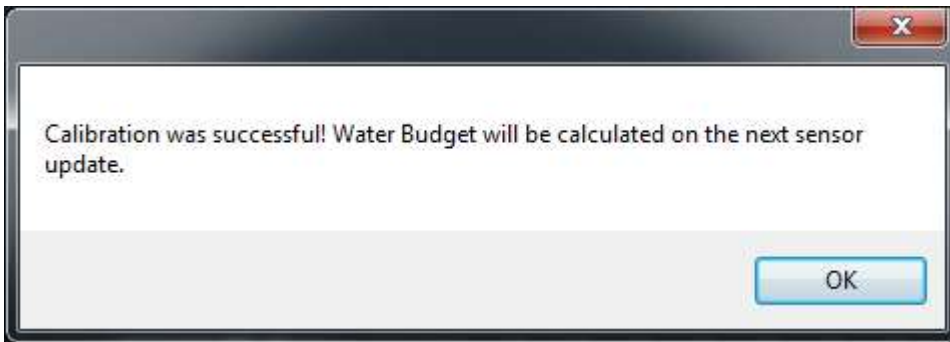 Calibration was successful! Water Budget will be calculated on the next sensor
update.
OK